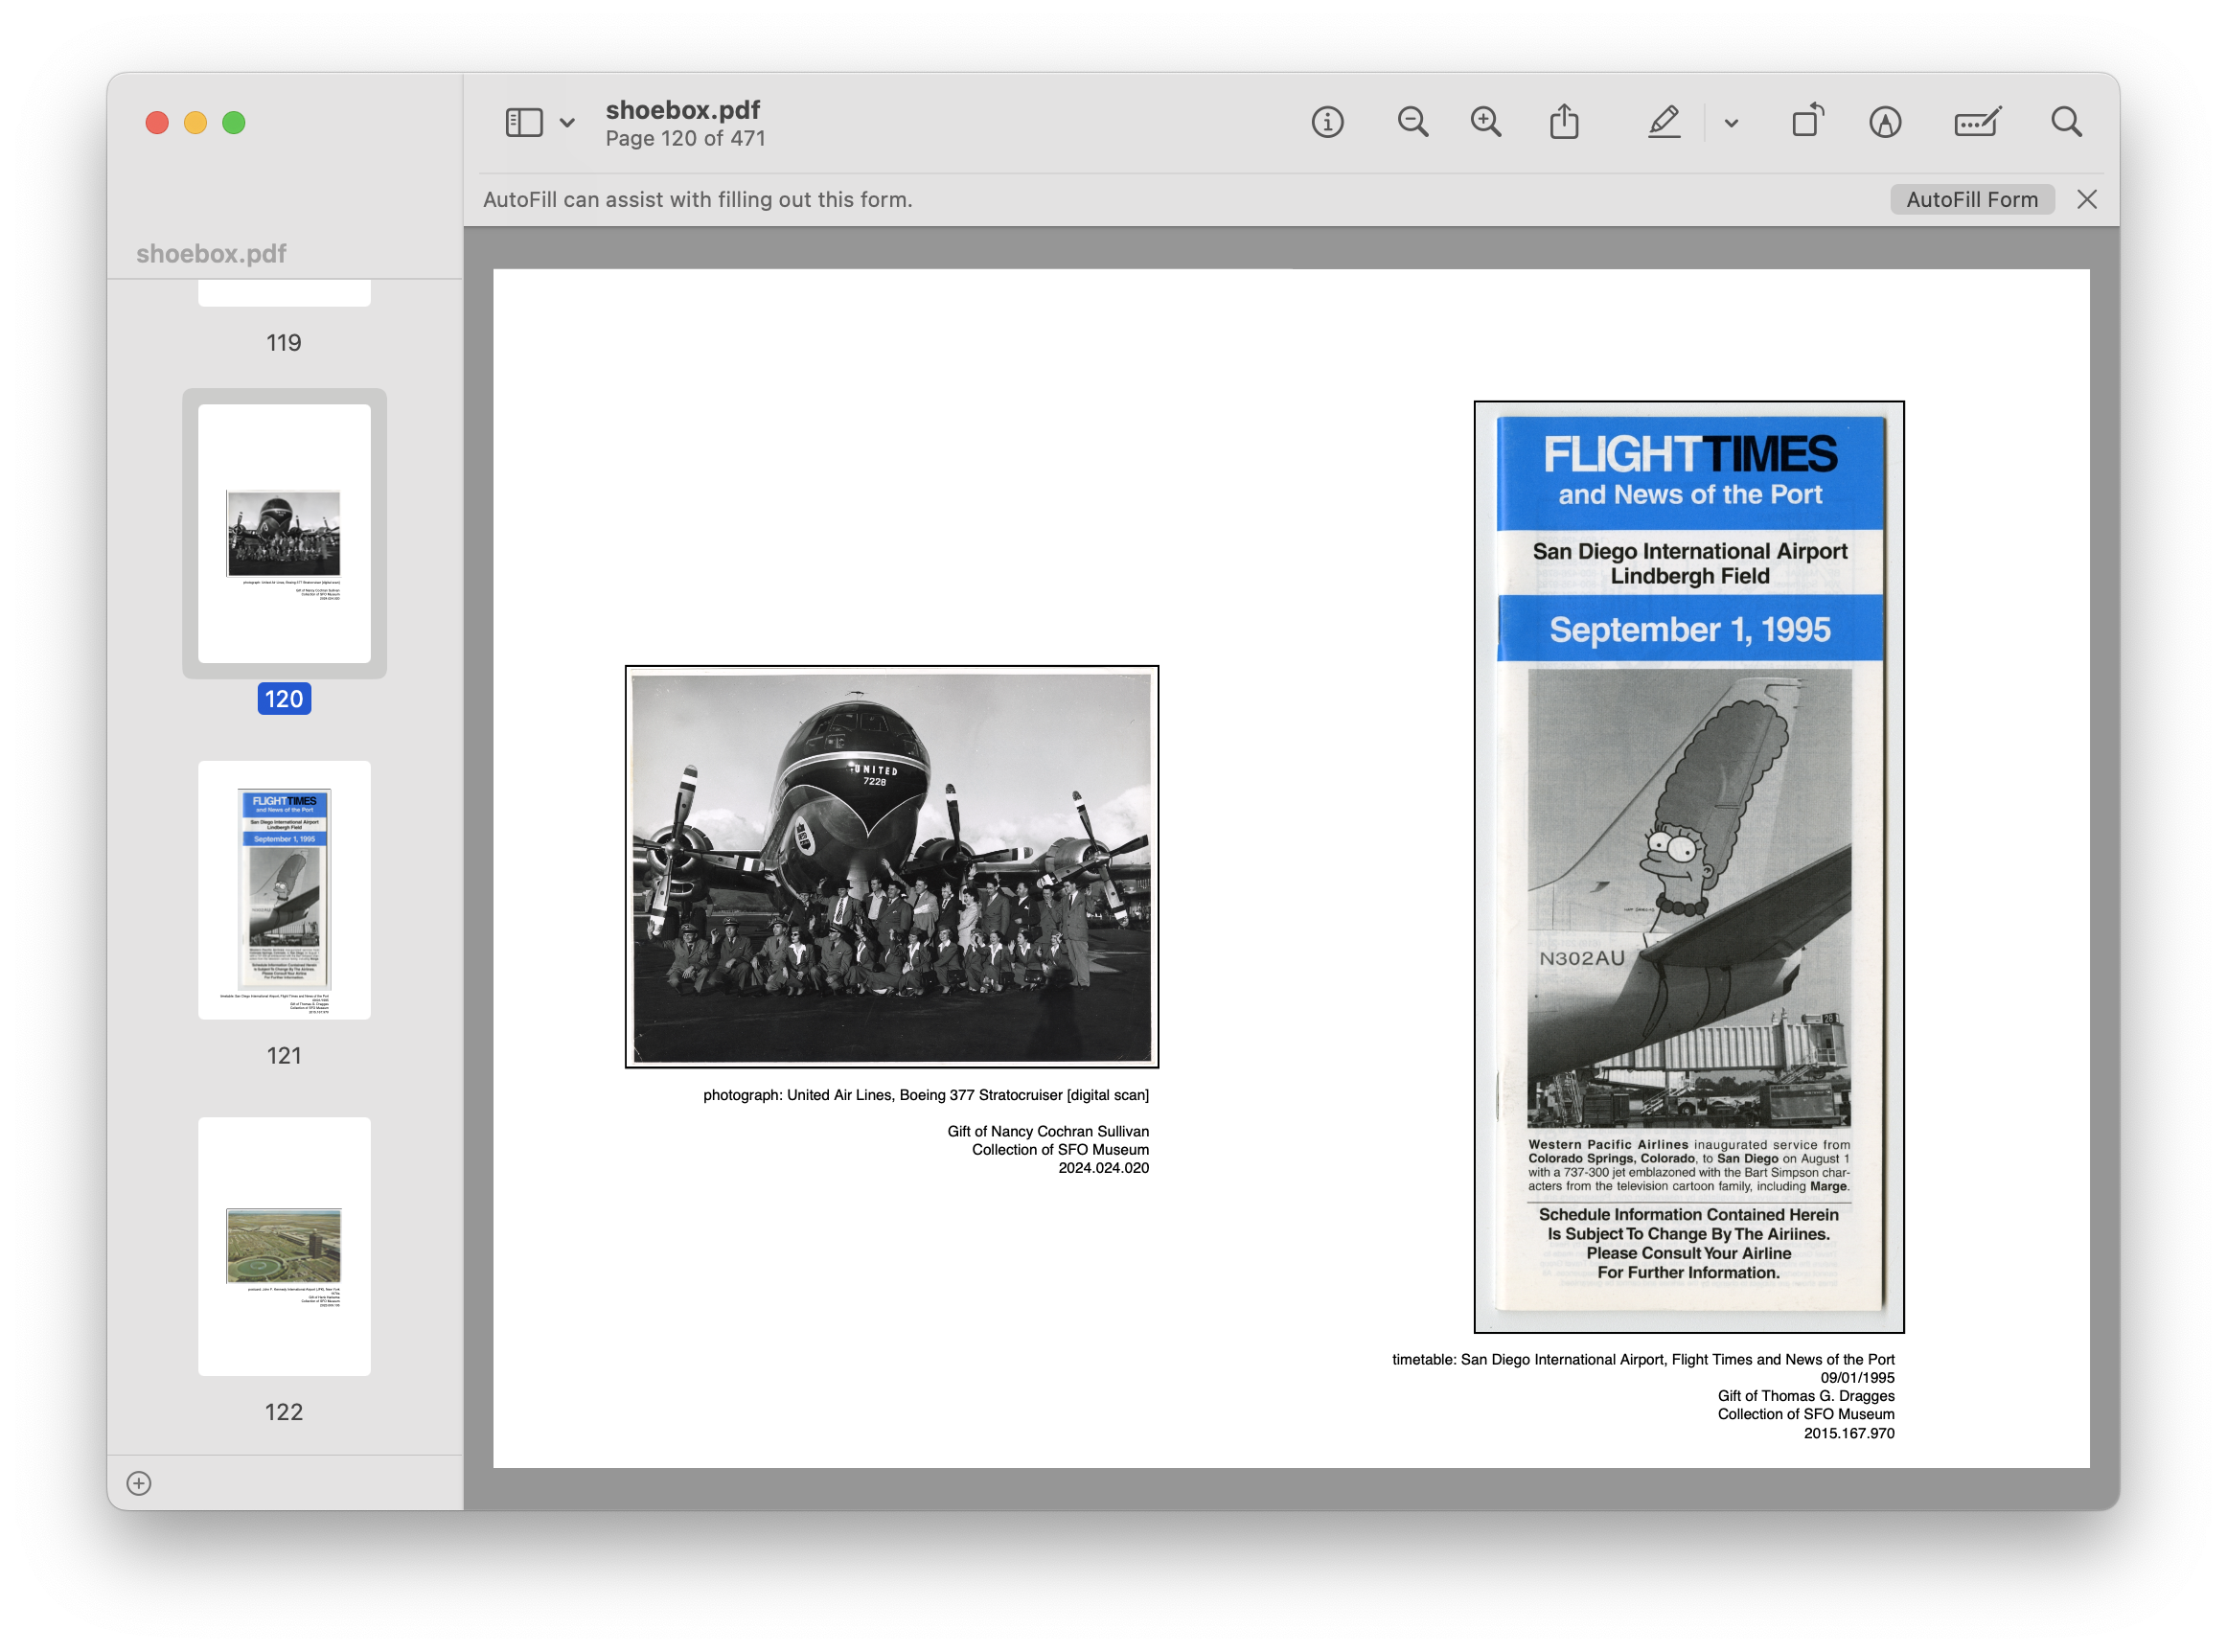 shoebox.pdf
Page 120 of 471
AutoFill can assist with filling out this form.
AutoFill Form
shoebox.pdf
119
120
121
122
UNITED
7228
photograph: United Air Lines, Boeing 377 Stratocruiser [digital scan]
Gift of Nancy Cochran Sullivan
Collection of SFO Museum
2024.024.020
FLIGHTTIMES
and News of the Port
San Diego International Airport
Lindbergh Field
September 1, 1995
N302AU
26
Western Pacific Airlines inaugurated service from
Colorado Springs, Colorado, to San Diego on August 1
with a 737-300 jet emblazoned with the Bart Simpson char-
acters from the television cartoon family, including Marge.
Schedule Information Contained Herein
Is Subject To Change By The Airlines.
Please Consult Your Airline
For Further Information.
timetable: San Diego International Airport, Flight Times and News of the Port
09/01/1995
Gift of Thomas G. Dragges
Collection of SFO Museum
2015.167.970